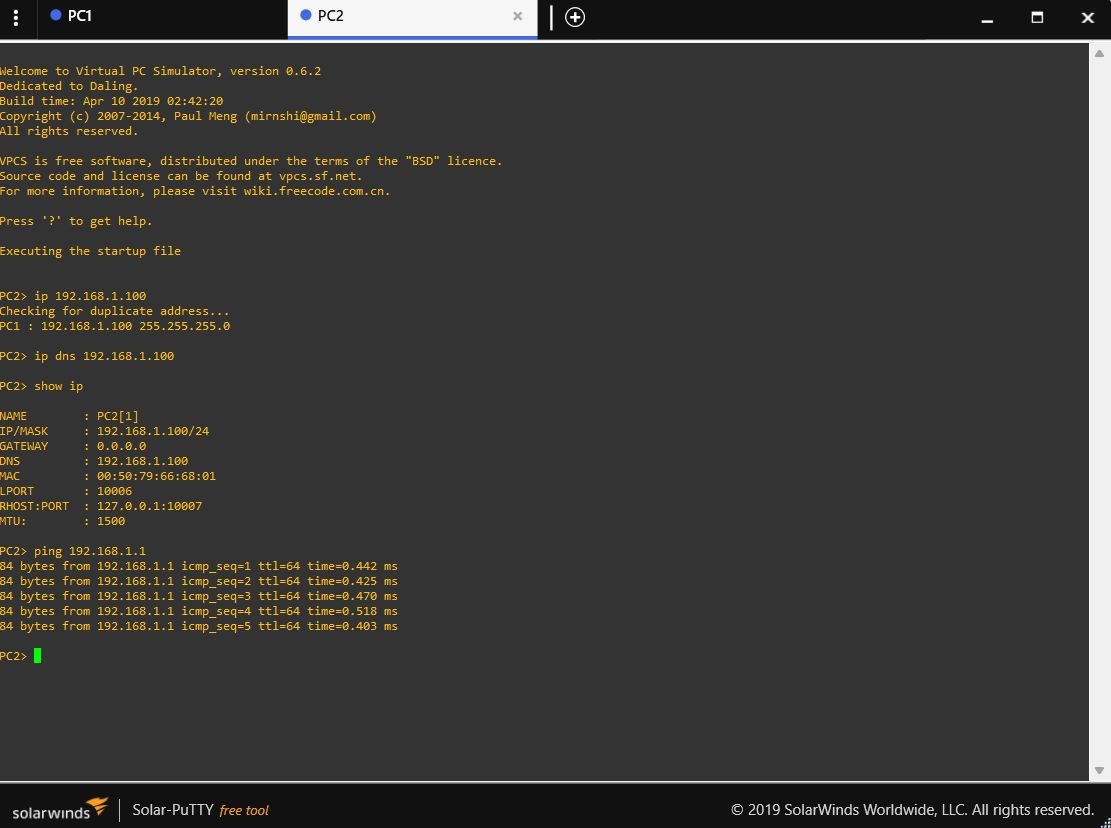 PC1
PC2
Welcome to Virtual PC Simulator, version 0.6.2
Dedicated to Daling.
Build time: Apr 10 2019 02:42:20
Copyright (c) 2007-2014, Paul Meng (mirnshi@gmail.com)
All rights reserved.
VPCS is free software, distributed under the terms of the "BSD" licence.
Source code and license can be found at vpcs.sf.net.
For more information, please visit wiki.freecode.com.cn.
Press '?' to get help.
Executing the startup file
PC2> ip 192.168.1.100
Checking for duplicate address...
PC1 : 192.168.1.100 255.255.255.0
PC2> ip dns 192.168.1.100
PC2> show ip
NAME        : PC2[1]
IP/MASK     : 192.168.1.100/24
GATEWAY     : 0.0.0.0
DNS         : 192.168.1.100
MAC         : 00:50:79:66:68:01
LPORT       : 10006
RHOST:PORT  : 127.0.0.1:10007
MTU:        : 1500
PC2> ping 192.168.1.1
84 bytes from 192.168.1.1 icmp_seq=1 ttl=64 time=0.442 ms
84 bytes from 192.168.1.1 icmp_seq=2 ttl=64 time=0.425 ms
84 bytes from 192.168.1.1 icmp_seq=3 ttl=64 time=0.470 ms
84 bytes from 192.168.1.1 icmp_seq=4 ttl=64 time=0.518 ms
84 bytes from 192.168.1.1 icmp_seq=5 ttl=64 time=0.403 ms
PC2>
solarwinds
Solar-PuTTY free tool
© 2019 SolarWinds Worldwide, LLC. All rights reserved.